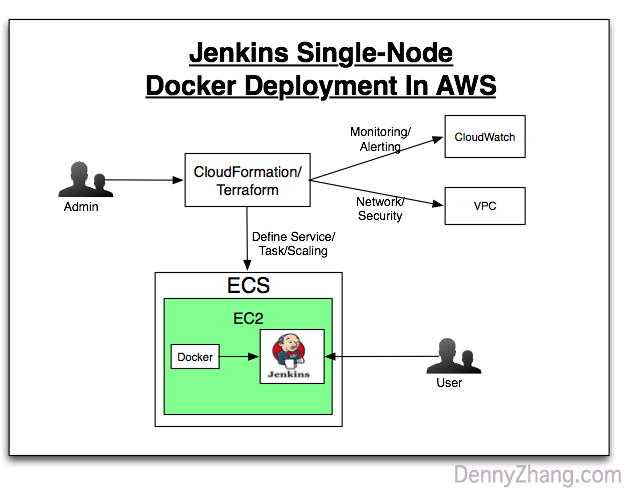 Jenkins Single-Node
Docker Deployment In AWS
Monitoring/
Alerting
CloudWatch
CloudFormation/
Terraform
Admin
Network/
Security
VPC
Define Service/
Task/Scaling
ECS
EC2
Docker
Jenkins
User
DennyZhang.com